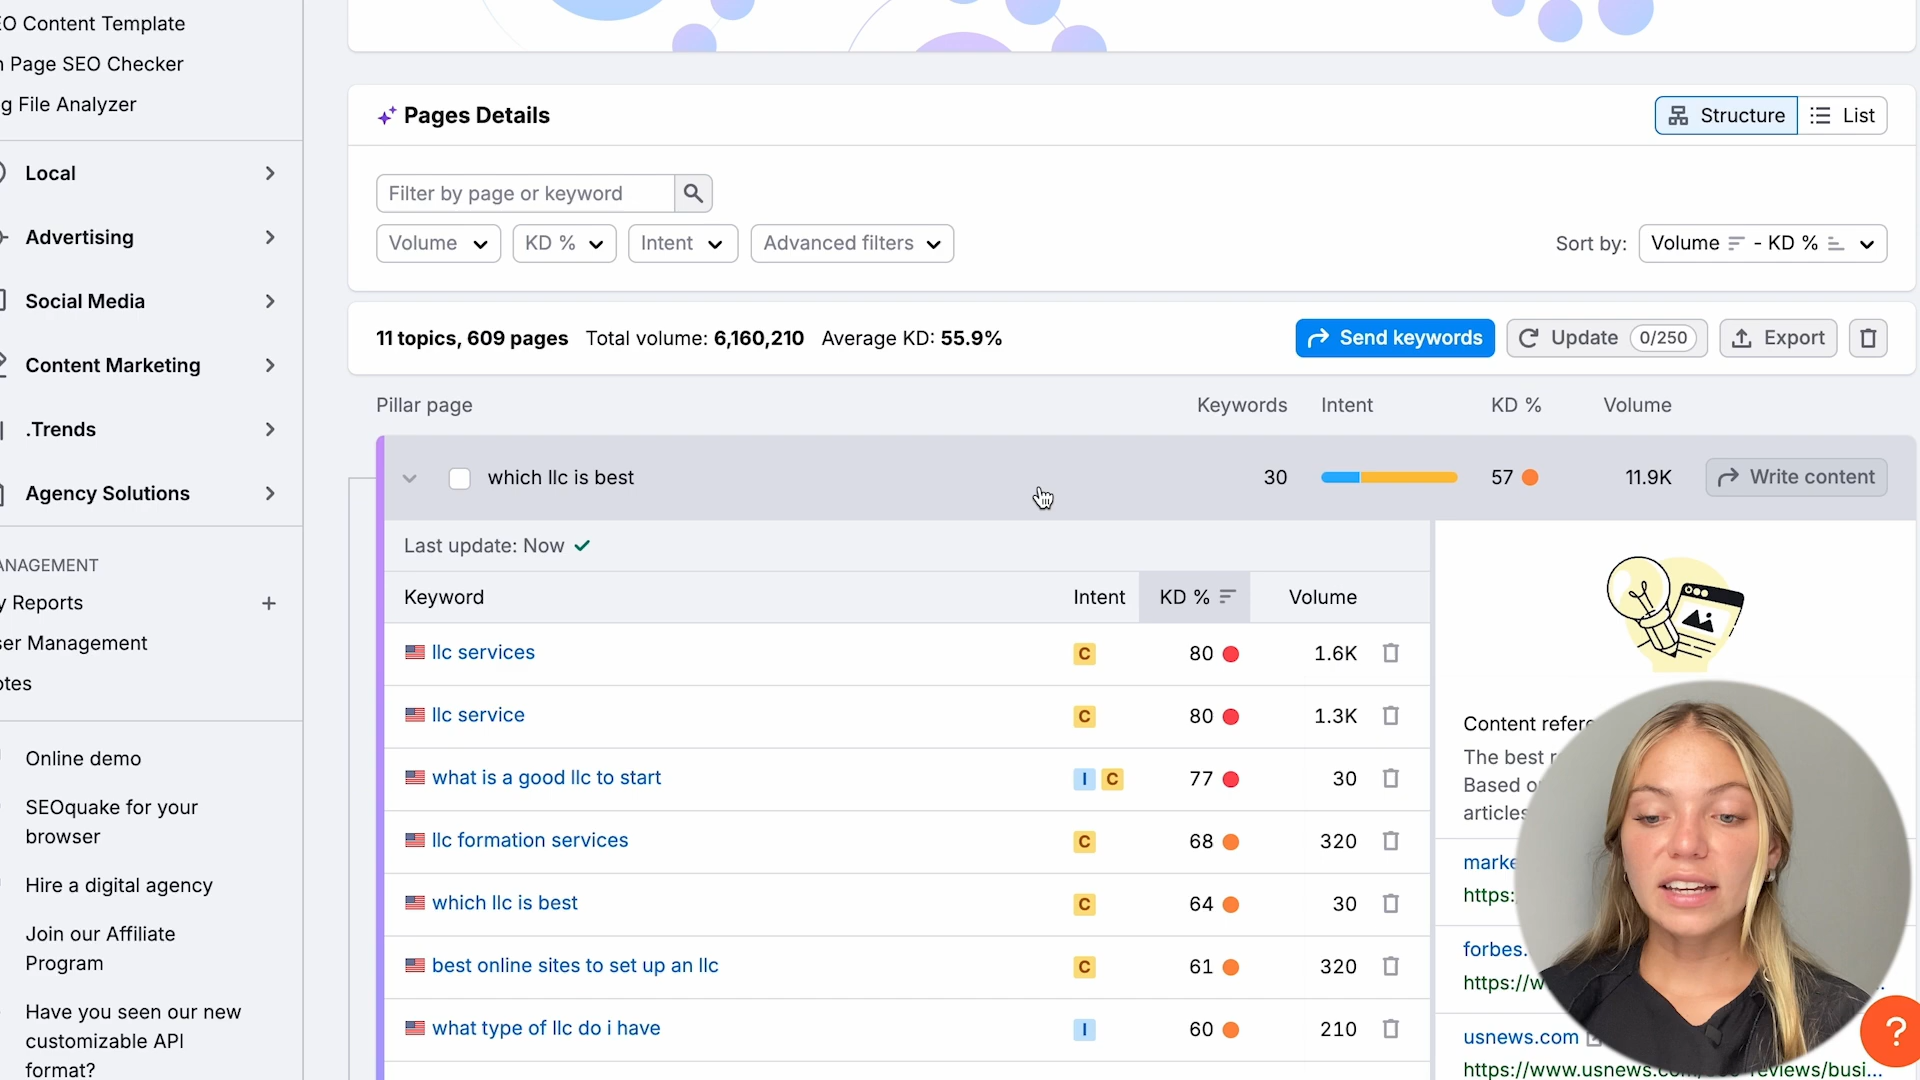 EO Content Template
n Page SEO Checker
g File Analyzer
Local
Advertising
Social Media
Content Marketing
.Trends
Agency Solutions
ANAGEMENT
y Reports
+
ser Management
otes
Online demo
SEOquake for your
browser
Hire a digital agency
Join our Affiliate
Program
Have you seen our new
customizable API
format?
Pages Details
Structure
List
Filter by page or keyword
Volume
KD %
Intent
Advanced filters
Sort by:
Volume - KD %
11 topics, 609 pages Total volume: 6,160,210 Average KD: 55.9%
Send keywords
Update 0/250
Export
Pillar page Keywords Intent KD % Volume
which llc is best 30 57 11.9K Write content
Last update: Now
Keyword Intent KD % Volume
llc services C 80 1.6K
llc service C 80 1.3K
what is a good llc to start I C 77 30
llc formation services C 68 320
which llc is best C 64 30
best online sites to set up an llc C 61 320
what type of llc do i have I 60 210
Content refere
The best r
Based o
articles
marke
https:
forbes.
https://w
usnews.com
https://www.usnews.co reviews/busi...
?